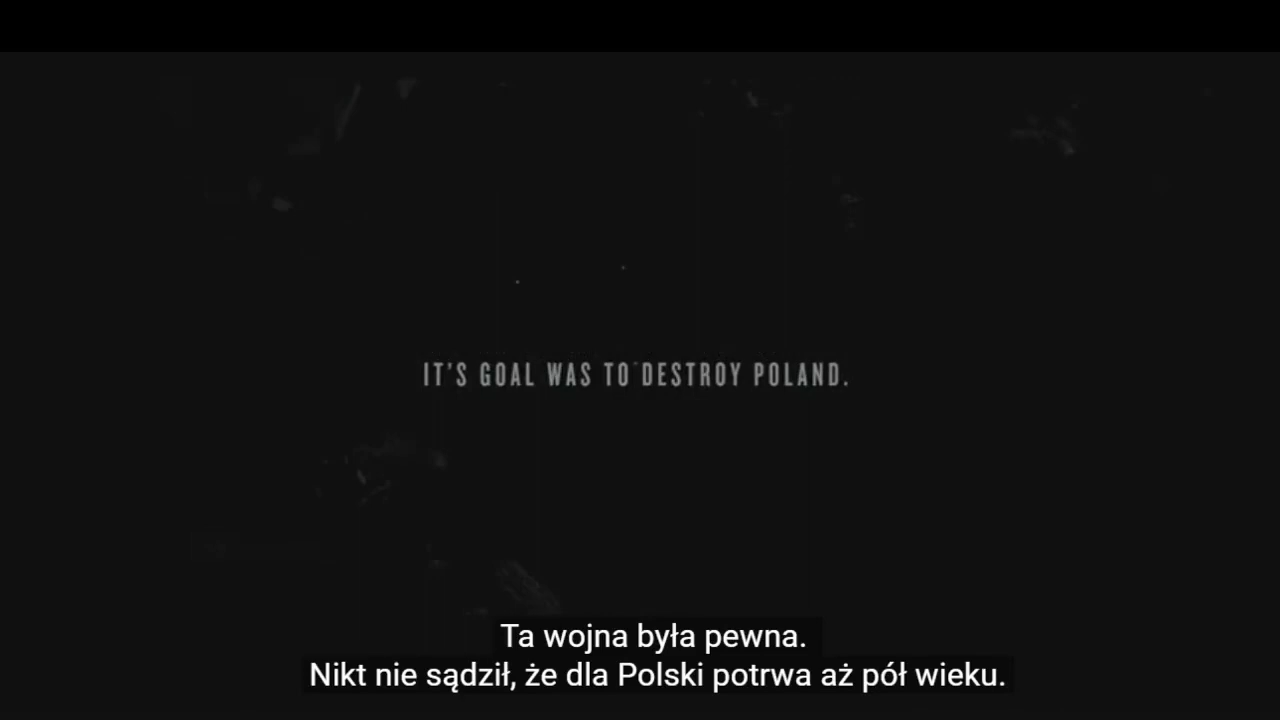 IT'S GOAL WAS TO DESTROY POLAND.
Ta wojna była pewna.
Nikt nie sądził, że dla Polski potrwa aż pół wieku.